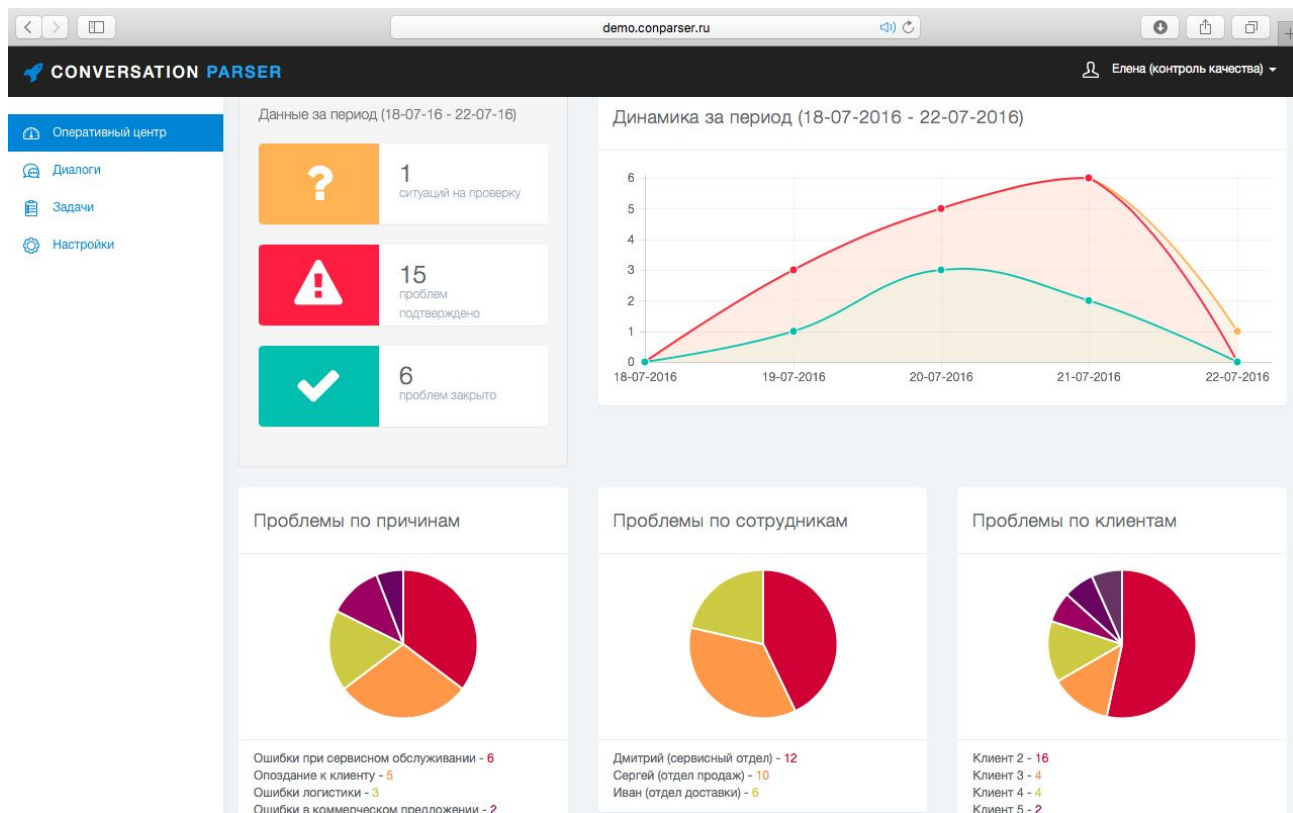 demo.conparser.ru
CONVERSATION PARSER
Елена (контроль качества)
Оперативный центр
Диалоги
Задачи
Настройки
Данные за период (18-07-16 - 22-07-16)
1
ситуаций на проверку
15
проблем
подтверждено
6
проблем закрыто
Динамика за период (18-07-2016 - 22-07-2016)
6
5
4
3
2
1
0
18-07-2016 19-07-2016 20-07-2016 21-07-2016 22-07-2016
Проблемы по причинам
Ошибки при сервисном обслуживании - 6
Опоздание к клиенту - 5
Ошибки логистики - 3
Ошибки в коммерческом предложении - 2
Проблемы по сотрудникам
Дмитрий (сервисный отдел) - 12
Сергей (отдел продаж) - 10
Иван (отдел доставки) - 6
Проблемы по клиентам
Клиент 2 - 16
Клиент 3 - 4
Клиент 4 - 4
Клиент 5 - 2